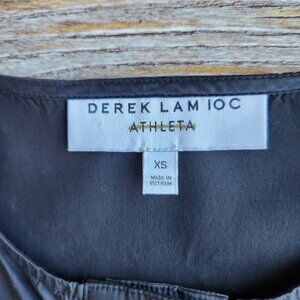 DEREK LAM 10C
ATHLETA
XS
MADE IN
VIETNAM